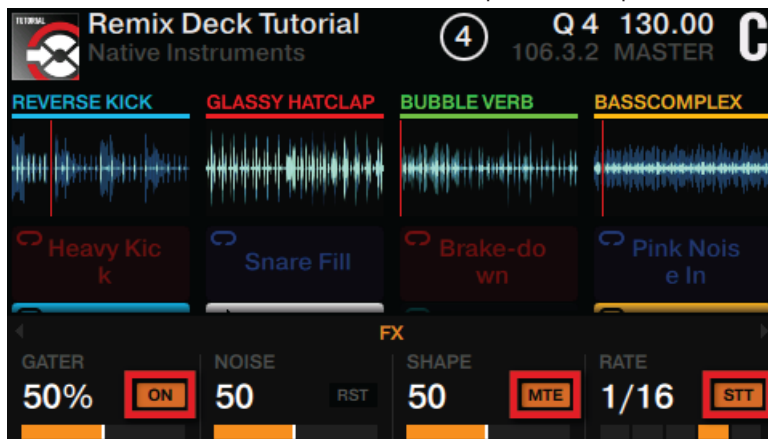 TUTORIAL
Remix Deck Tutorial
Native Instruments
4
Q 4 130.00
106.3.2 MASTER
C
REVERSE KICK GLASSY HATCLAP BUBBLE VERB BASSCOMPLEX
Heavy Kic
k
Snare Fill
Brake-do
wn
Pink Nois
e In
FX
GATER NOISE SHAPE RATE
50% ON 50 RST 50 MTE 1/16 STT